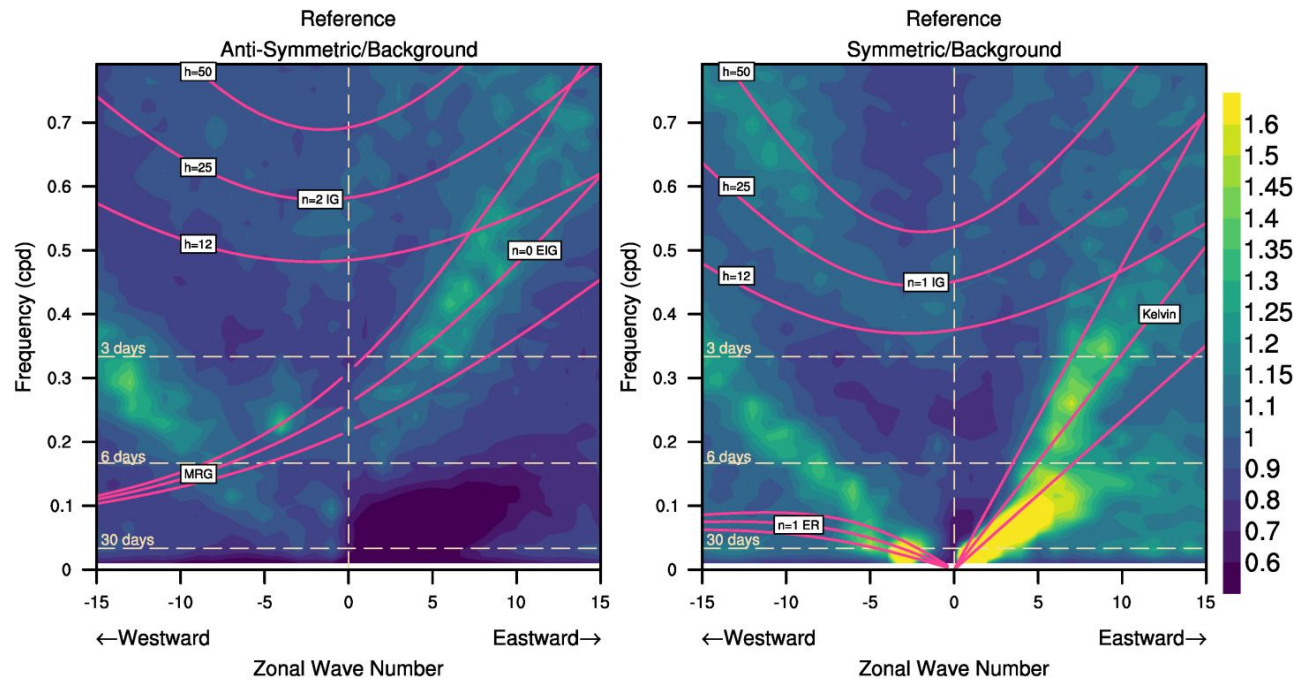 Reference
Anti-Symmetric/Background
Frequency (cpd)
0.7
0.6
0.5
0.4
0.3
0.2
0.1
0
h=50
h=25
n=2 IG
h=12
n=0 EIG
3 days
6 days
MRG
30 days
-15 -10 -5 0 5 10 15
←Westward Eastward→
Zonal Wave Number
Reference
Symmetric/Background
Frequency (cpd)
0.7
0.6
0.5
0.4
0.3
0.2
0.1
0
h=50
h=25
n=1 IG
h=12
Kelvin
3 days
6 days
n=1 ER
30 days
-15 -10 -5 0 5 10 15
←Westward Eastward→
Zonal Wave Number
1.6
1.5
1.45
1.4
1.35
1.3
1.25
1.2
1.15
1.1
1
0.9
0.8
0.7
0.6